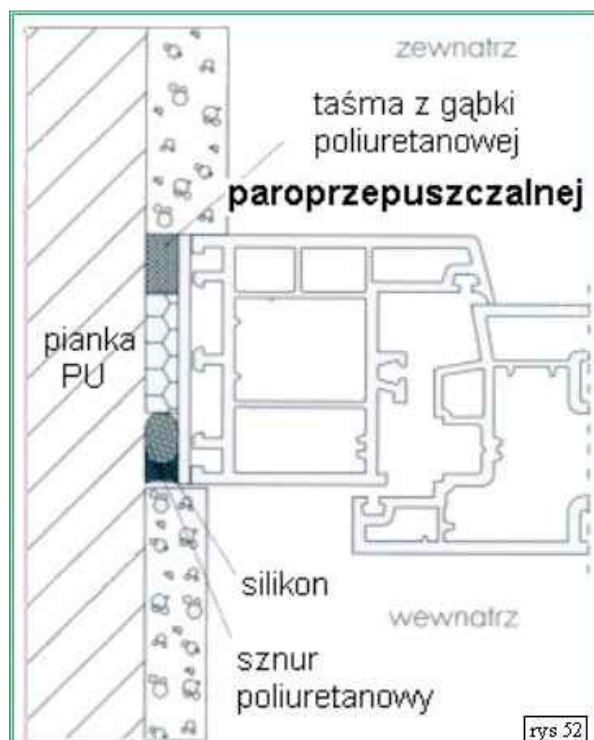 zewnatrz
taśma z gąbki
poliuretanowej
paroprzepuszczalnej
pianka
PU
silikon
wewnatrz
sznur
poliuretanowy
rys 52